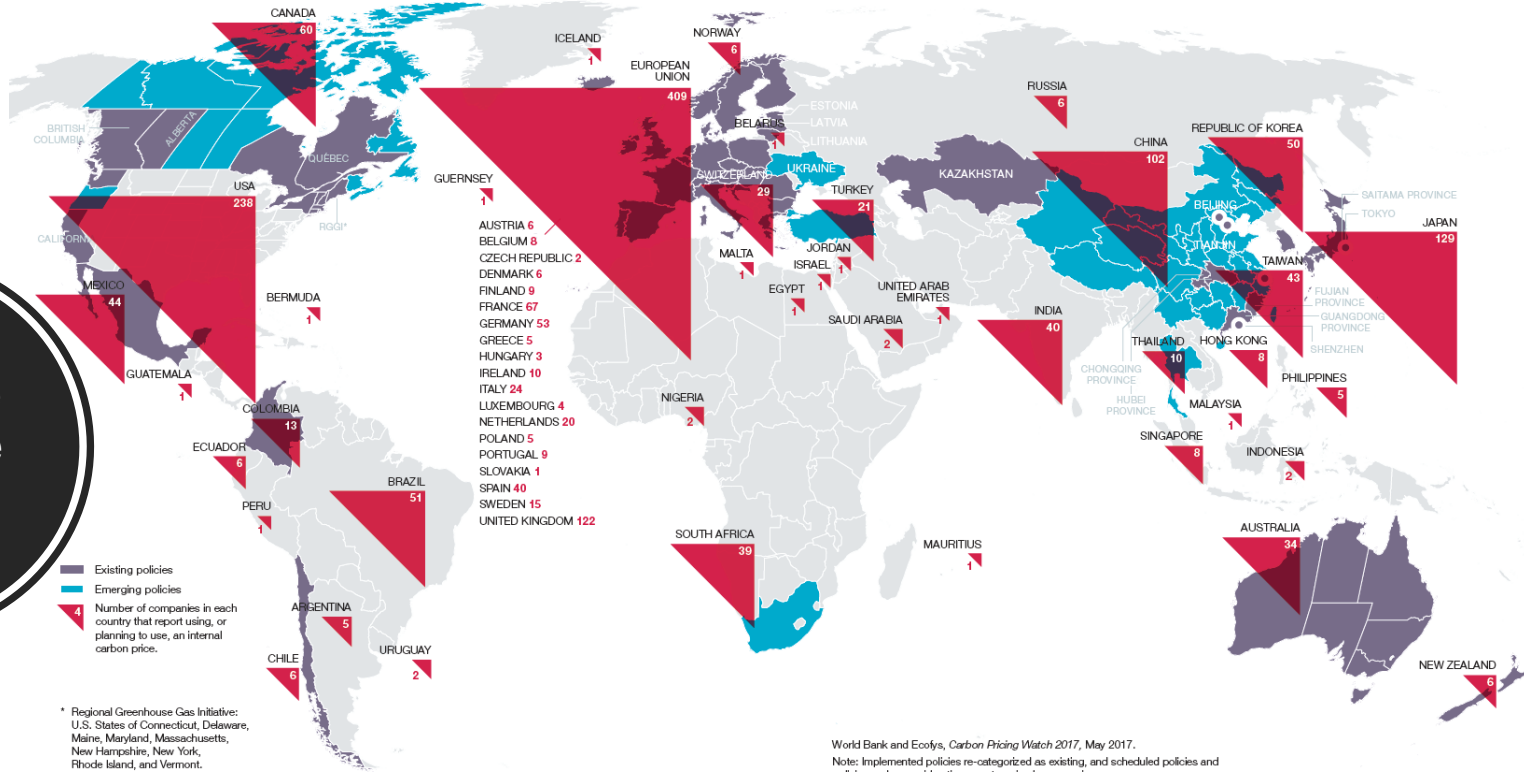 CANADA
60
ICELAND
1
NORWAY
6
EUROPEAN
UNION
409
RUSSIA
6
ESTONIA
LATVIA
LITHUANIA
BELARUS
1
BRITISH
COLUMBIA
ALBERTA
QUÉBEC
REPUBLIC OF KOREA
50
CHINA
102
UKRAINE
KAZAKHSTAN
SWITZERLAND
29
GUERNSEY
1
USA
238
TURKEY
21
SAITAMA PROVINCE
TOKYO
BEIJING
JAPAN
129
RGGI*
CALIFORNIA
AUSTRIA 6
BELGIUM 8
CZECH REPUBLIC 2
DENMARK 6
FINLAND 9
FRANCE 67
GERMANY 53
GREECE 5
HUNGARY 3
IRELAND 10
ITALY 24
LUXEMBOURG 4
NETHERLANDS 20
POLAND 5
PORTUGAL 9
SLOVAKIA 1
SPAIN 40
SWEDEN 15
UNITED KINGDOM 122
TIANJIN
MALTA
1
JORDAN
1
ISRAEL
1
TAIWAN
43
MEXICO
44
BERMUDA
1
EGYPT
1
UNITED ARAB
EMIRATES
1
FUJIAN
PROVINCE
GUANGDONG
PROVINCE
SHENZHEN
SAUDI ARABIA
2
INDIA
40
THAILAND
10
HONG KONG
8
CHONGQING
PROVINCE
HUBEI
PROVINCE
GUATEMALA
1
PHILIPPINES
5
NIGERIA
2
MALAYSIA
1
COLOMBIA
13
SINGAPORE
8
ECUADOR
6
INDONESIA
2
BRAZIL
51
PERU
1
SOUTH AFRICA
39
MAURITIUS
1
AUSTRALIA
34
Existing policies
Emerging policies
4
Number of companies in each
country that report using, or
planning to use, an internal
carbon price.
ARGENTINA
5
URUGUAY
2
CHILE
6
NEW ZEALAND
6
* Regional Greenhouse Gas Initiative:
U.S. States of Connecticut, Delaware,
Maine, Maryland, Massachusetts,
New Hampshire, New York,
Rhode Island, and Vermont.
World Bank and Ecofys, Carbon Pricing Watch 2017, May 2017.
Note: Implemented policies re-categorized as existing, and scheduled policies and